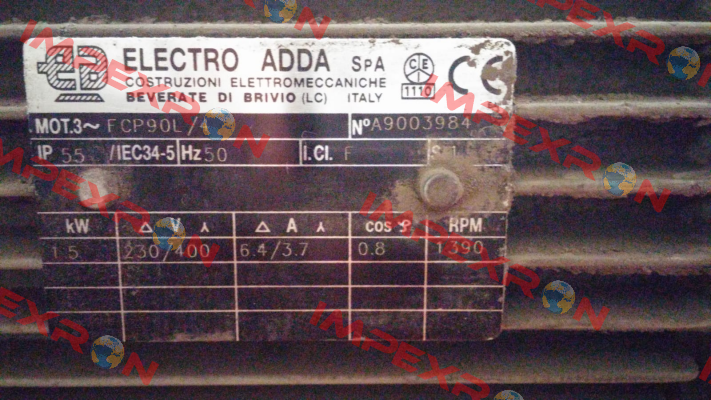 ELECTRO ADDA SpA
COSTRUZIONI ELETTROMECCANICHE
BEVERATE DI BRIVIO (LC) ITALY
CEI
1110
CE
MOT.3~ FCP90L/ Nº A9003984
IP 55 /IEC34-5 Hz 50 I.Cl. F
kW Δ V ⅄ Δ A ⅄ cos φ RPM
1.5 230/400 6.4/3.7 0.8 1390
IMPEXRON